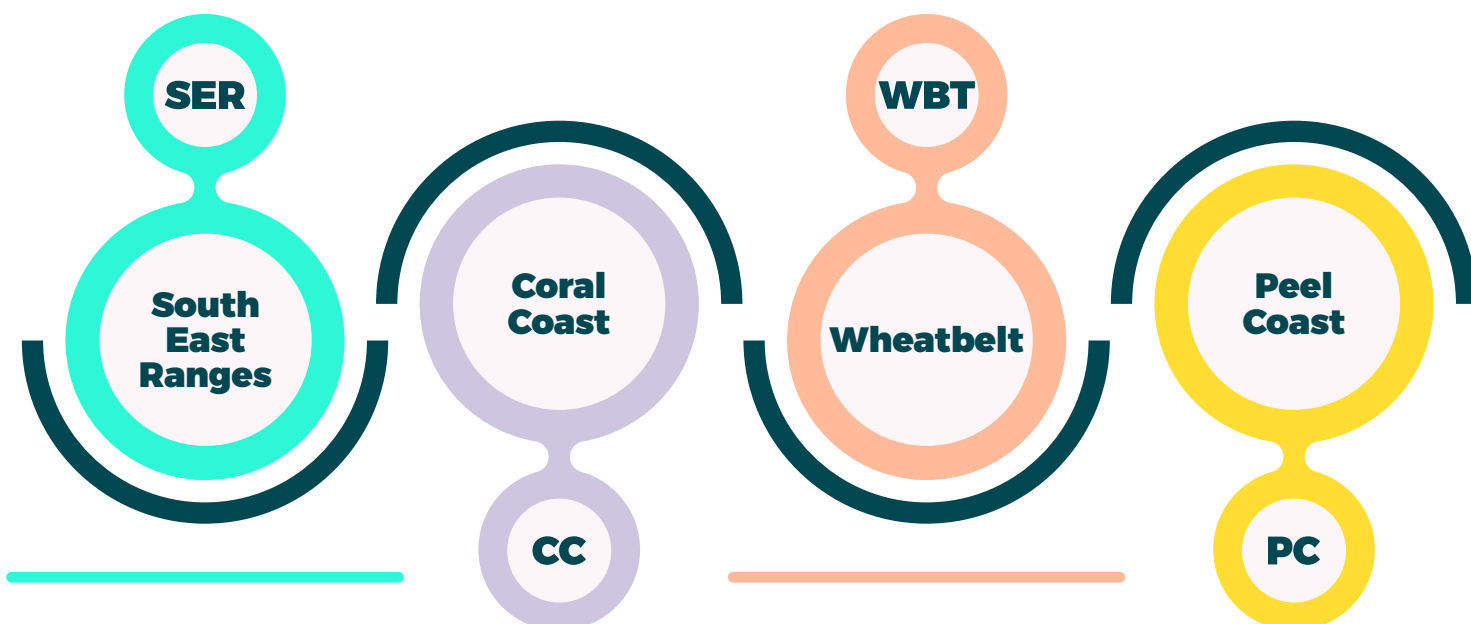 SER
South
East
Ranges
Coral
Coast
CC
WBT
Wheatbelt
Peel
Coast
PC